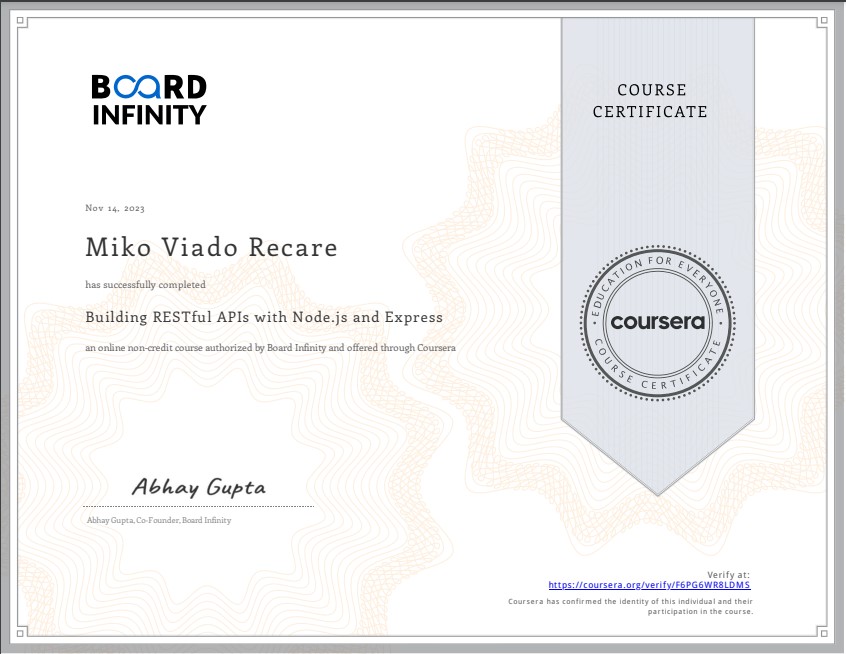 BOARD
INFINITY
COURSE
CERTIFICATE
Nov 14, 2023
Miko Viado Recare
has successfully completed
Building RESTful APIs with Node.js and Express
an online non-credit course authorized by Board Infinity and offered through Coursera
EDUCATION FOR EVERYONE
coursera
COURSE CERTIFICATE
Abhay Gupta
Abhay Gupta, Co-Founder, Board Infinity
Verify at:
https://coursera.org/verify/F6PG6WR8LDMS
Coursera has confirmed the identity of this individual and their
participation in the course.